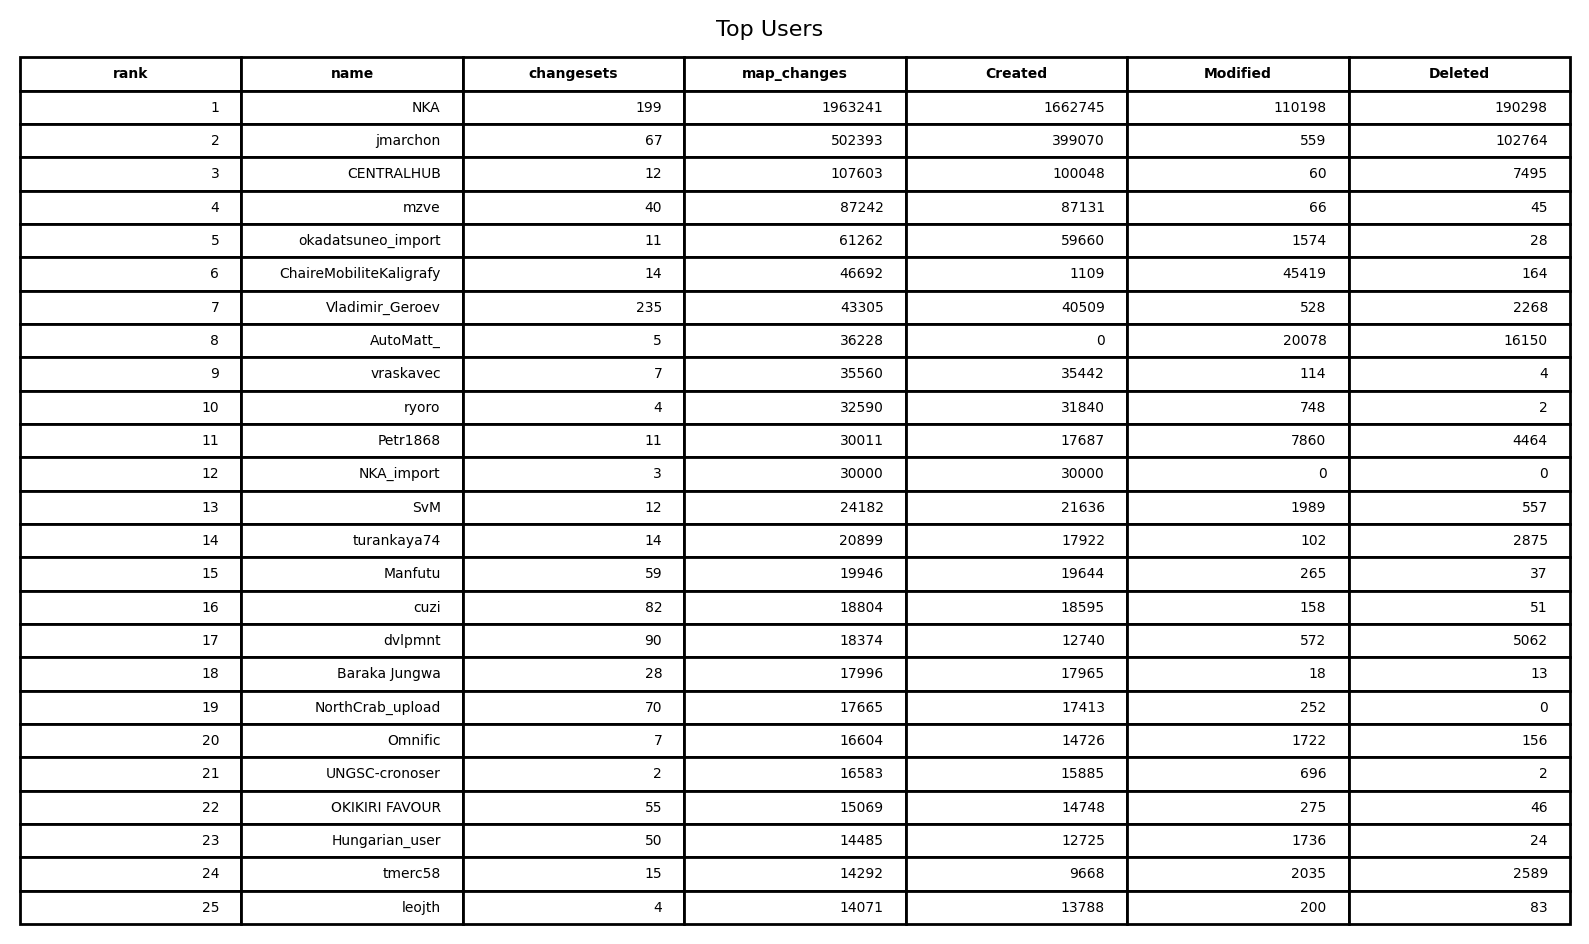 Top Users
rank name changesets map_changes Created Modified Deleted
1 NKA 199 1963241 1662745 110198 190298
2 jmarchon 67 502393 399070 559 102764
3 CENTRALHUB 12 107603 100048 60 7495
4 mzve 40 87242 87131 66 45
5 okadatsuneo_import 11 61262 59660 1574 28
6 ChaireMobiliteKaligrafy 14 46692 1109 45419 164
7 Vladimir_Geroev 235 43305 40509 528 2268
8 AutoMatt_ 5 36228 0 20078 16150
9 vraskavec 7 35560 35442 114 4
10 ryoro 4 32590 31840 748 2
11 Petr1868 11 30011 17687 7860 4464
12 NKA_import 3 30000 30000 0 0
13 SvM 12 24182 21636 1989 557
14 turankaya74 14 20899 17922 102 2875
15 Manfutu 59 19946 19644 265 37
16 cuzi 82 18804 18595 158 51
17 dvlpmnt 90 18374 12740 572 5062
18 Baraka Jungwa 28 17996 17965 18 13
19 NorthCrab_upload 70 17665 17413 252 0
20 Omnific 7 16604 14726 1722 156
21 UNGSC-cronoser 2 16583 15885 696 2
22 OKIKIRI FAVOUR 55 15069 14748 275 46
23 Hungarian_user 50 14485 12725 1736 24
24 tmerc58 15 14292 9668 2035 2589
25 leojth 4 14071 13788 200 83